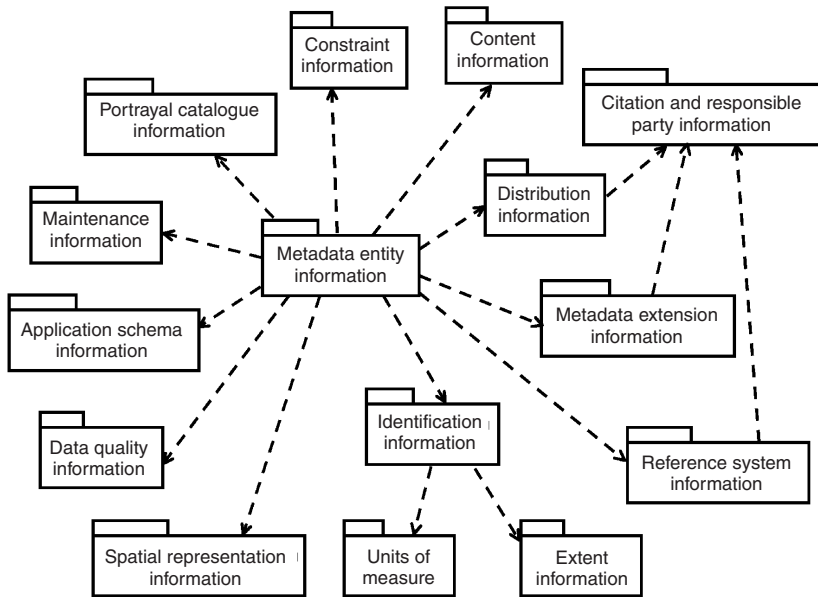 Constraint
information
Content
information
Portrayal catalogue
information
Citation and responsible
party information
Maintenance
information
Distribution
information
Metadata entity
information
Application schema
information
Metadata extension
information
Data quality
information
Identification
information
Reference system
information
Spatial representation
information
Units of
measure
Extent
information